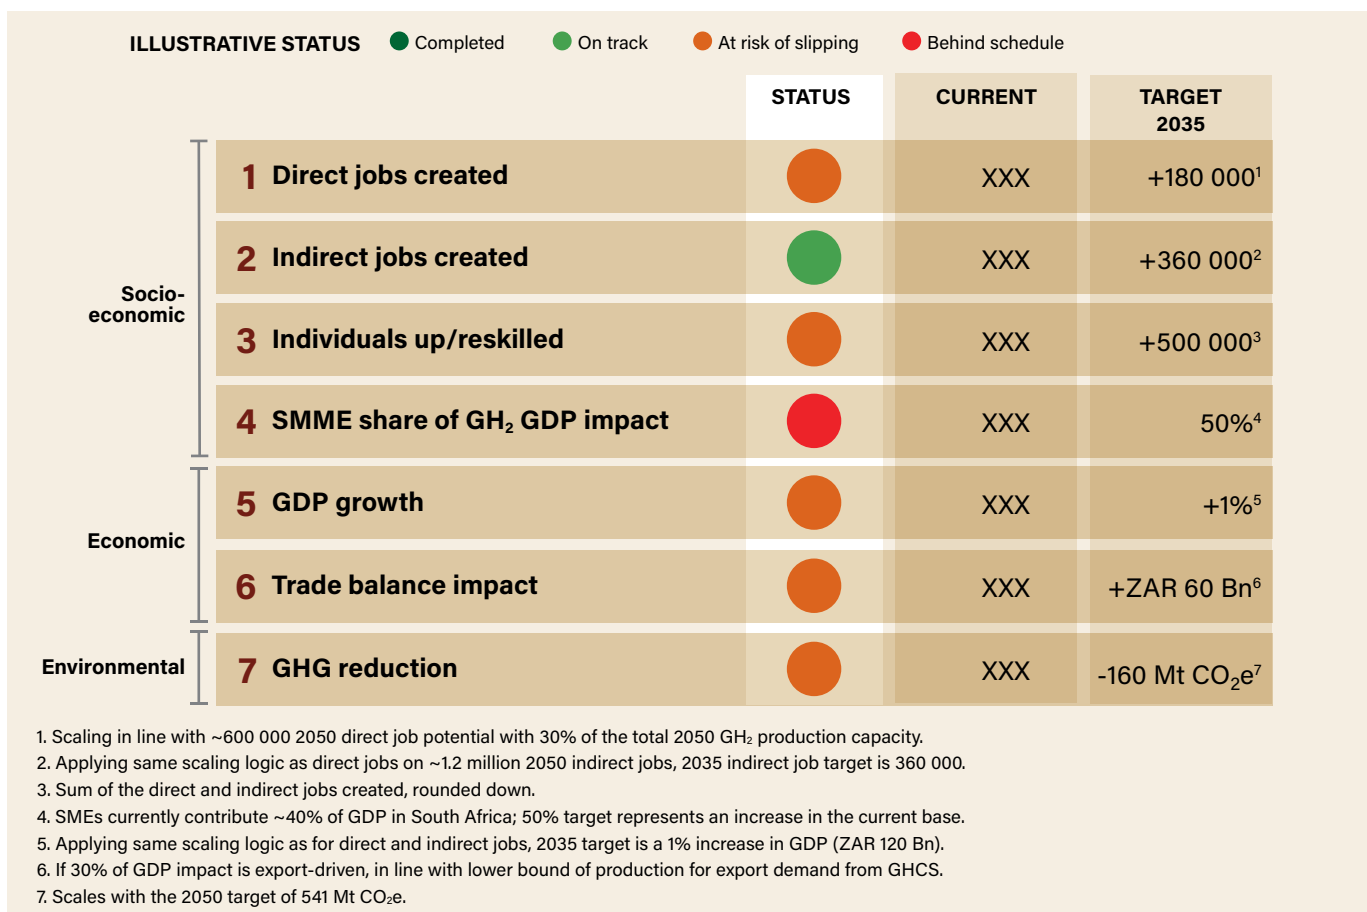 ILLUSTRATIVE STATUS Completed On track At risk of slipping Behind schedule
STATUS CURRENT TARGET 2035
Socio-economic
1 Direct jobs created XXX +180 000¹
2 Indirect jobs created XXX +360 000²
3 Individuals up/reskilled XXX +500 000³
4 SMME share of GH₂ GDP impact XXX 50%⁴
Economic
5 GDP growth XXX +1%⁵
6 Trade balance impact XXX +ZAR 60 Bn⁶
Environmental
7 GHG reduction XXX -160 Mt CO₂e⁷
1. Scaling in line with ~600 000 2050 direct job potential with 30% of the total 2050 GH₂ production capacity.
2. Applying same scaling logic as direct jobs on ~1.2 million 2050 indirect jobs, 2035 indirect job target is 360 000.
3. Sum of the direct and indirect jobs created, rounded down.
4. SMEs currently contribute ~40% of GDP in South Africa; 50% target represents an increase in the current base.
5. Applying same scaling logic as for direct and indirect jobs, 2035 target is a 1% increase in GDP (ZAR 120 Bn).
6. If 30% of GDP impact is export-driven, in line with lower bound of production for export demand from GHCS.
7. Scales with the 2050 target of 541 Mt CO₂e.